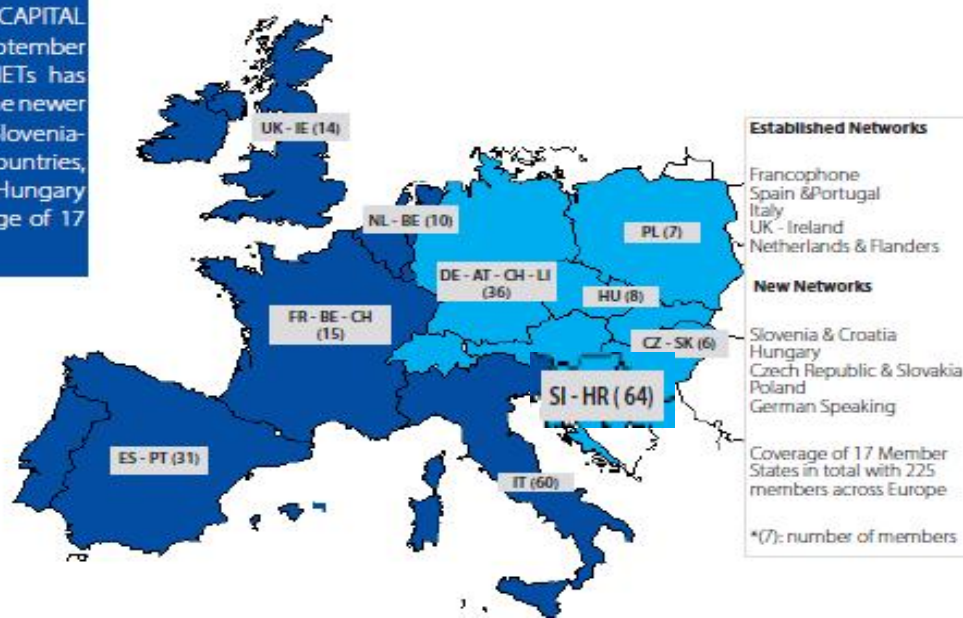 CAPITAL
ptember
IETs has
e newer
Slovenia-
ountries,
Hungary
ge of 17
UK - IE (14)
NL - BE (10)
PL (7)
DE - AT - CH - LI
(36)
HU (8)
FR - BE - CH
(15)
CZ - SK (6)
SI - HR ( 64)
ES - PT (31)
IT (60)
Established Networks
Francophone
Spain &Portugal
Italy
UK - Ireland
Netherlands & Flanders
New Networks
Slovenia & Croatia
Hungary
Czech Republic & Slovakia
Poland
German Speaking
Coverage of 17 Member
States in total with 225
members across Europe
*(7): number of members